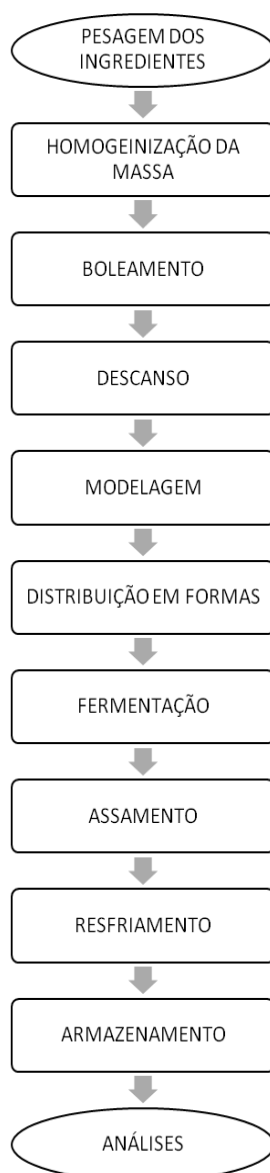 PESAGEM DOS
INGREDIENTES
HOMOGEINIZAÇÃO DA
MASSA
BOLEAMENTO
DESCANSO
MODELAGEM
DISTRIBUIÇÃO EM FORMAS
FERMENTAÇÃO
ASSAMENTO
RESFRIAMENTO
ARMAZENAMENTO
ANÁLISES